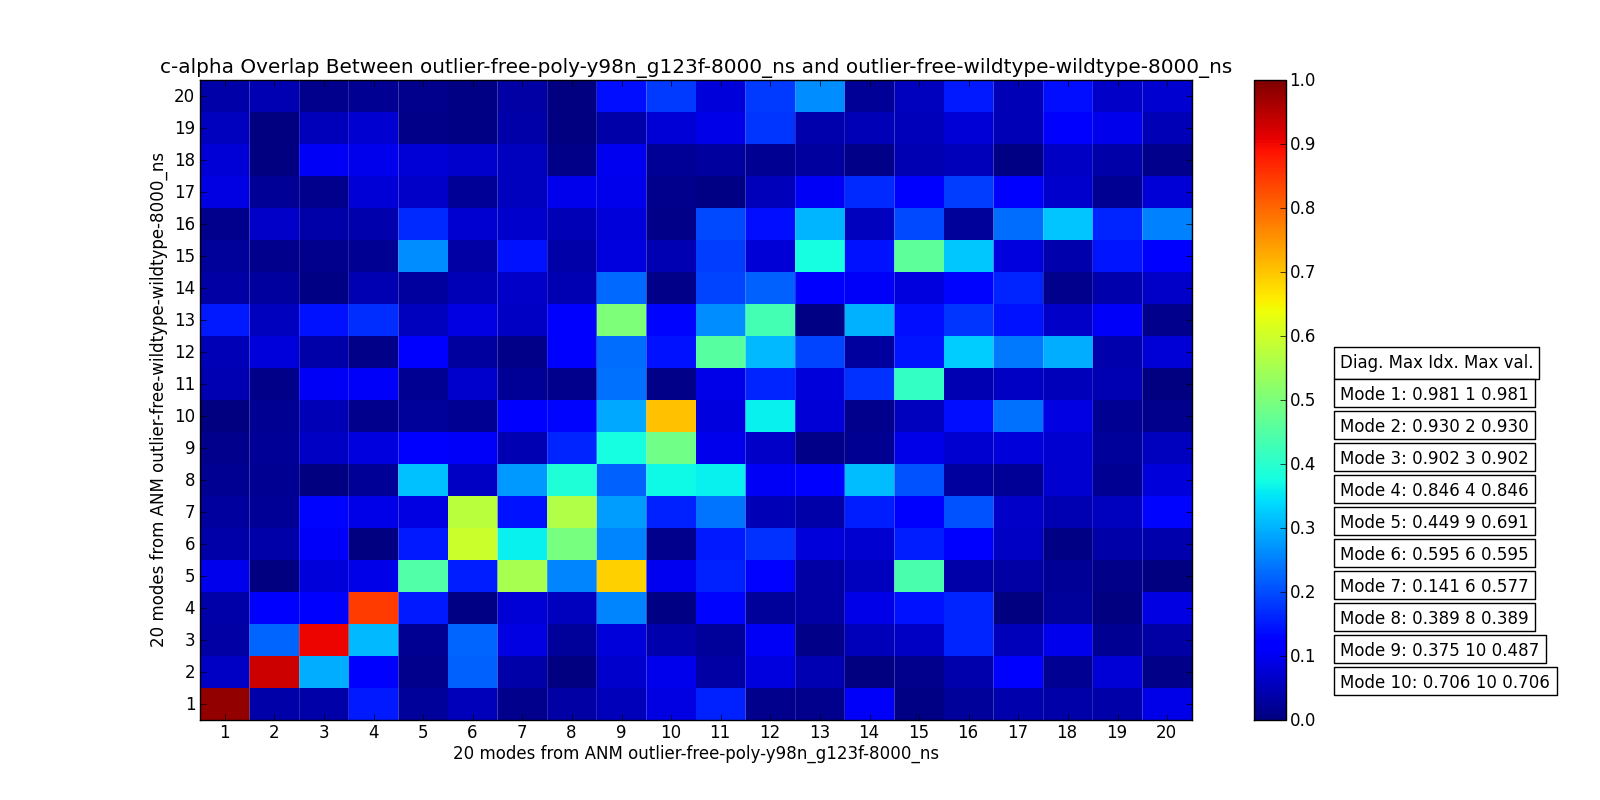 c-alpha Overlap Between outlier-free-poly-y98n_g123f-8000_ns and outlier-free-wildtype-wildtype-8000_ns
20 modes from ANM outlier-free-wildtype-wildtype-8000_ns
20
19
18
17
16
15
14
13
12
11
10
9
8
7
6
5
4
3
2
1
1 2 3 4 5 6 7 8 9 10 11 12 13 14 15 16 17 18 19 20
20 modes from ANM outlier-free-poly-y98n_g123f-8000_ns
1.0
0.9
0.8
0.7
0.6
0.5
0.4
0.3
0.2
0.1
0.0
Diag. Max Idx. Max val.
Mode 1: 0.981 1 0.981
Mode 2: 0.930 2 0.930
Mode 3: 0.902 3 0.902
Mode 4: 0.846 4 0.846
Mode 5: 0.449 9 0.691
Mode 6: 0.595 6 0.595
Mode 7: 0.141 6 0.577
Mode 8: 0.389 8 0.389
Mode 9: 0.375 10 0.487
Mode 10: 0.706 10 0.706